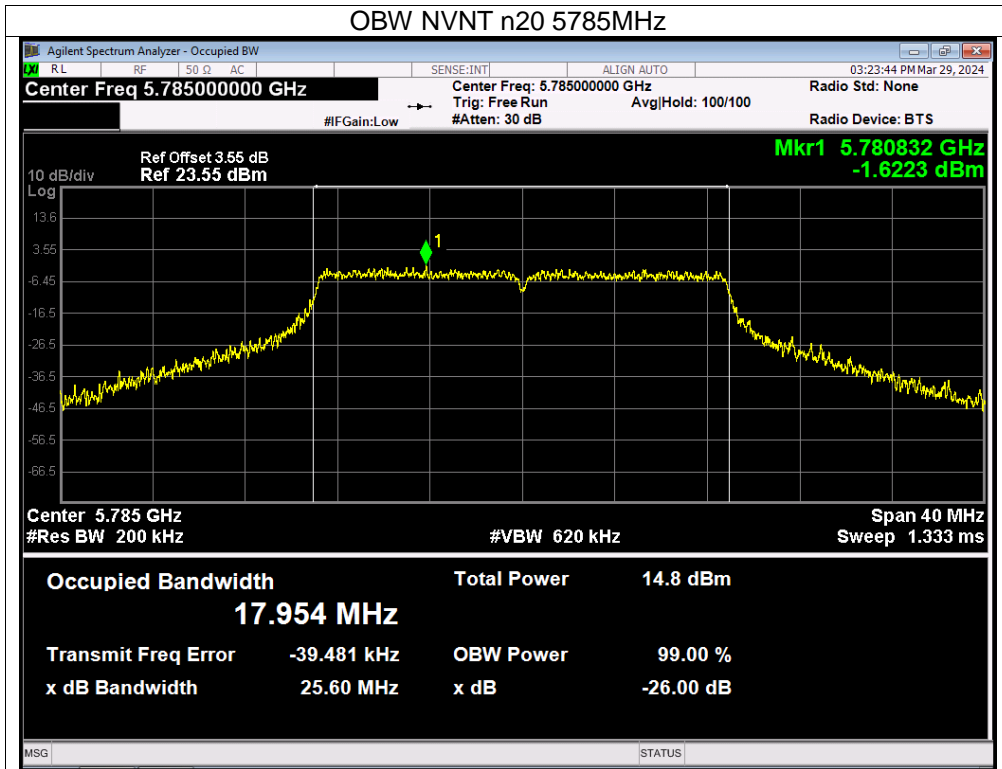 OBW NVNT n20 5785MHz
Agilent Spectrum Analyzer - Occupied BW
LXI RL RF 50 Ω AC SENSE:INT ALIGN AUTO 03:23:44 PM Mar 29, 2024
Center Freq 5.785000000 GHz Center Freq: 5.785000000 GHz Radio Std: None
Trig: Free Run Avg|Hold: 100/100
#IFGain:Low #Atten: 30 dB Radio Device: BTS
Mkr1 5.780832 GHz
-1.6223 dBm
Ref Offset 3.55 dB
10 dB/div Ref 23.55 dBm
Log
13.6
3.55
1
-6.45
-16.5
-26.5
-36.5
-46.5
-56.5
-66.5
Center 5.785 GHz Span 40 MHz
#Res BW 200 kHz #VBW 620 kHz Sweep 1.333 ms
Occupied Bandwidth Total Power 14.8 dBm
17.954 MHz
Transmit Freq Error -39.481 kHz OBW Power 99.00 %
x dB Bandwidth 25.60 MHz x dB -26.00 dB
MSG STATUS